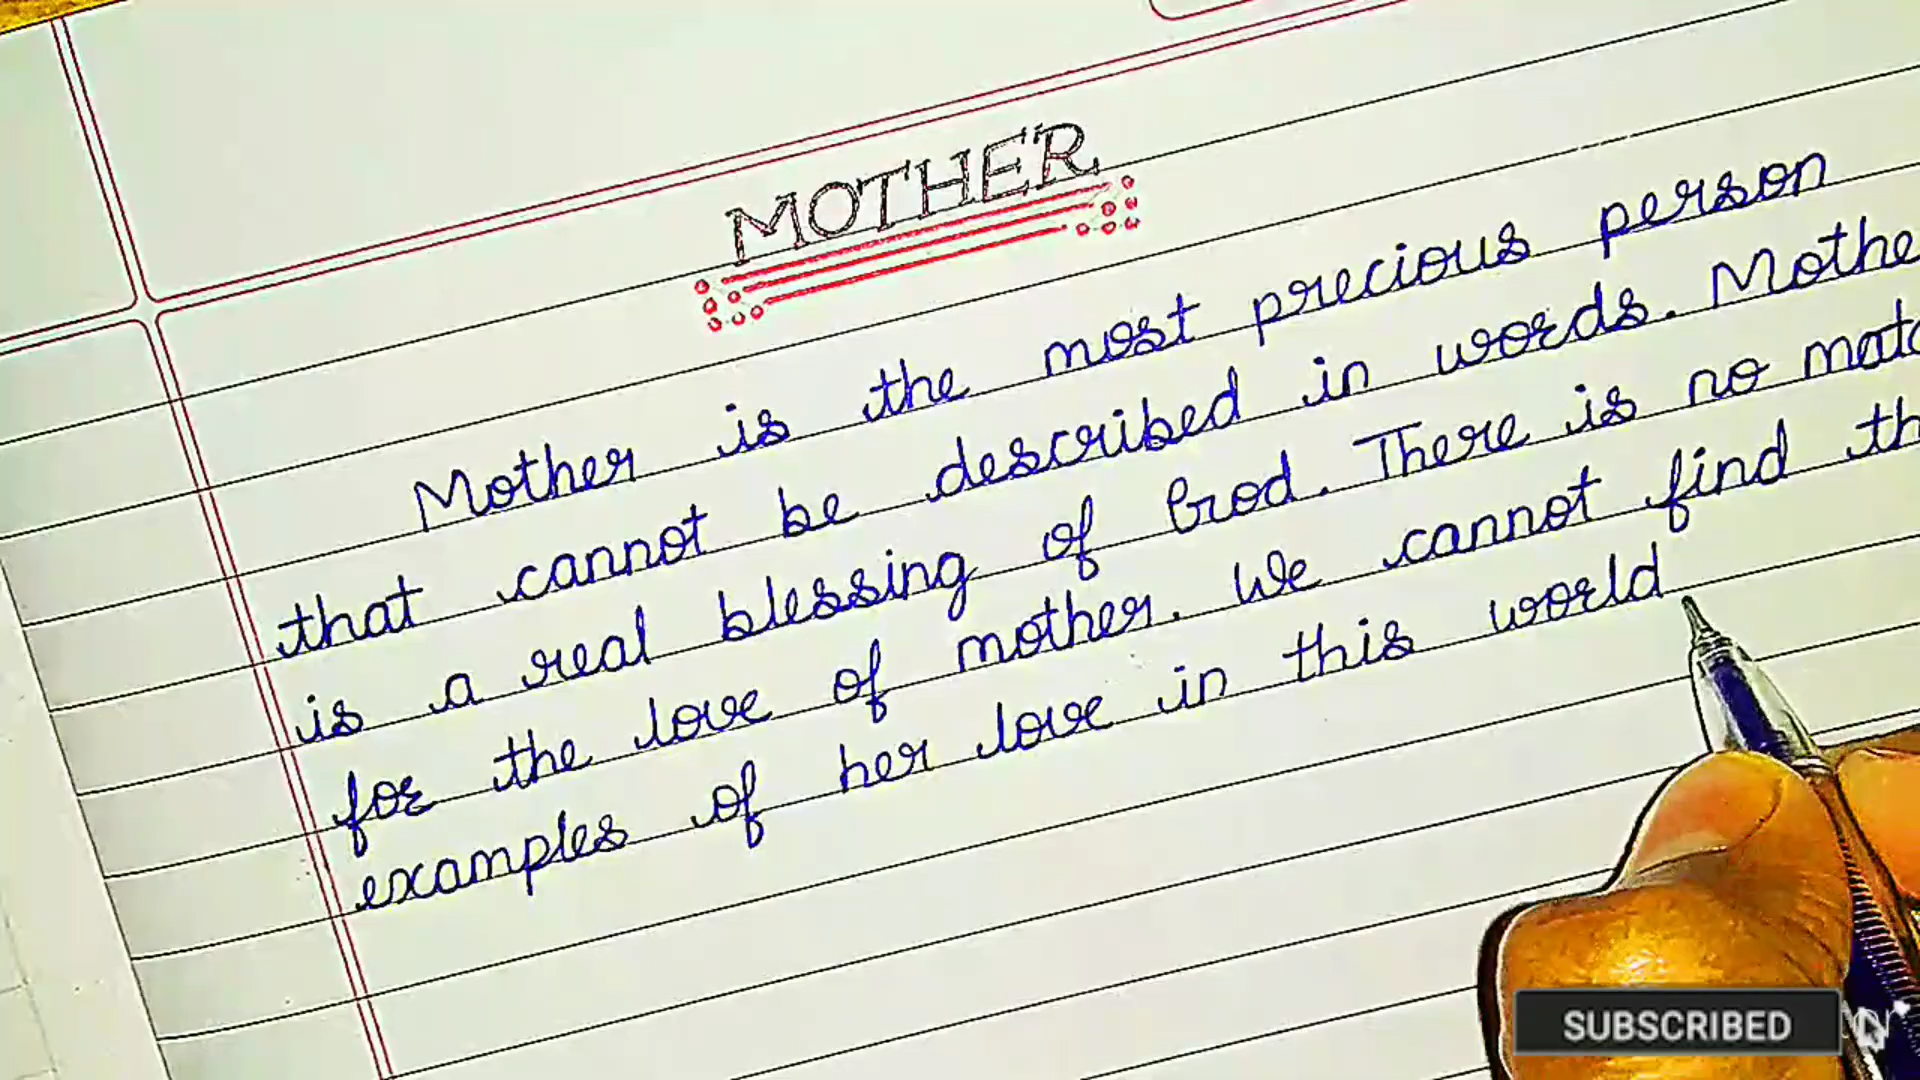 MOTHER
Mother is the most precious person
that cannot be described in words. Mothe
is a real blessing of God. There is no matc
for the love of mother. We cannot find th
examples of her love in this world
SUBSCRIBED